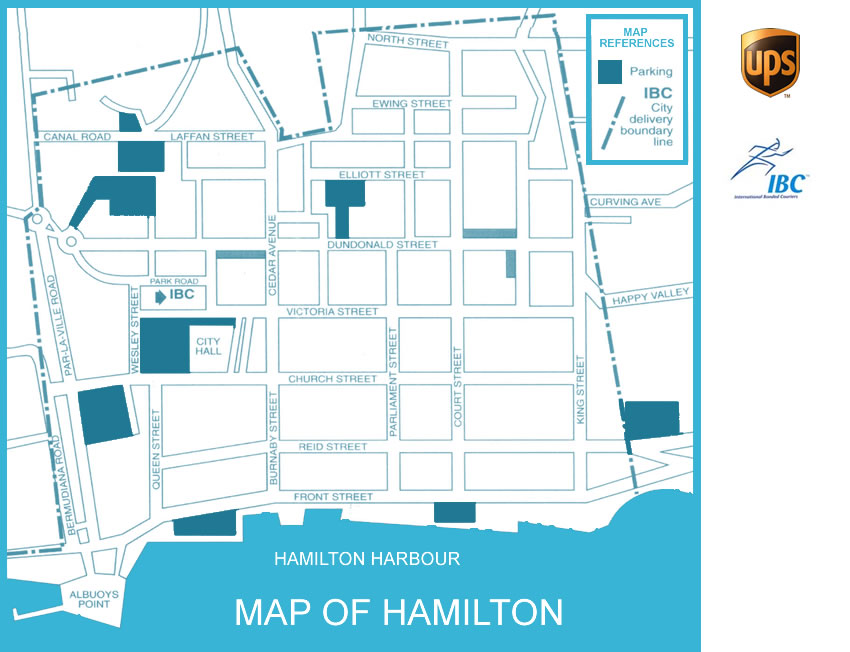 NORTH STREET
MAP
REFERENCES
Parking
IBC
City
delivery
boundary
line
ups
TM
IBC
TM
International Bonded Couriers
EWING STREET
CANAL ROAD
LAFFAN STREET
ELLIOTT STREET
CURVING AVE
CEDAR AVENUE
DUNDONALD STREET
PARK ROAD
IBC
PAR-LA-VILLE ROAD
WESLEY STREET
HAPPY VALLEY
VICTORIA STREET
CITY
HALL
PARLIAMENT STREET
COURT STREET
KING STREET
CHURCH STREET
QUEEN STREET
BURNABY STREET
BERMUDIANA ROAD
REID STREET
FRONT STREET
HAMILTON HARBOUR
ALBUOYS
POINT
MAP OF HAMILTON